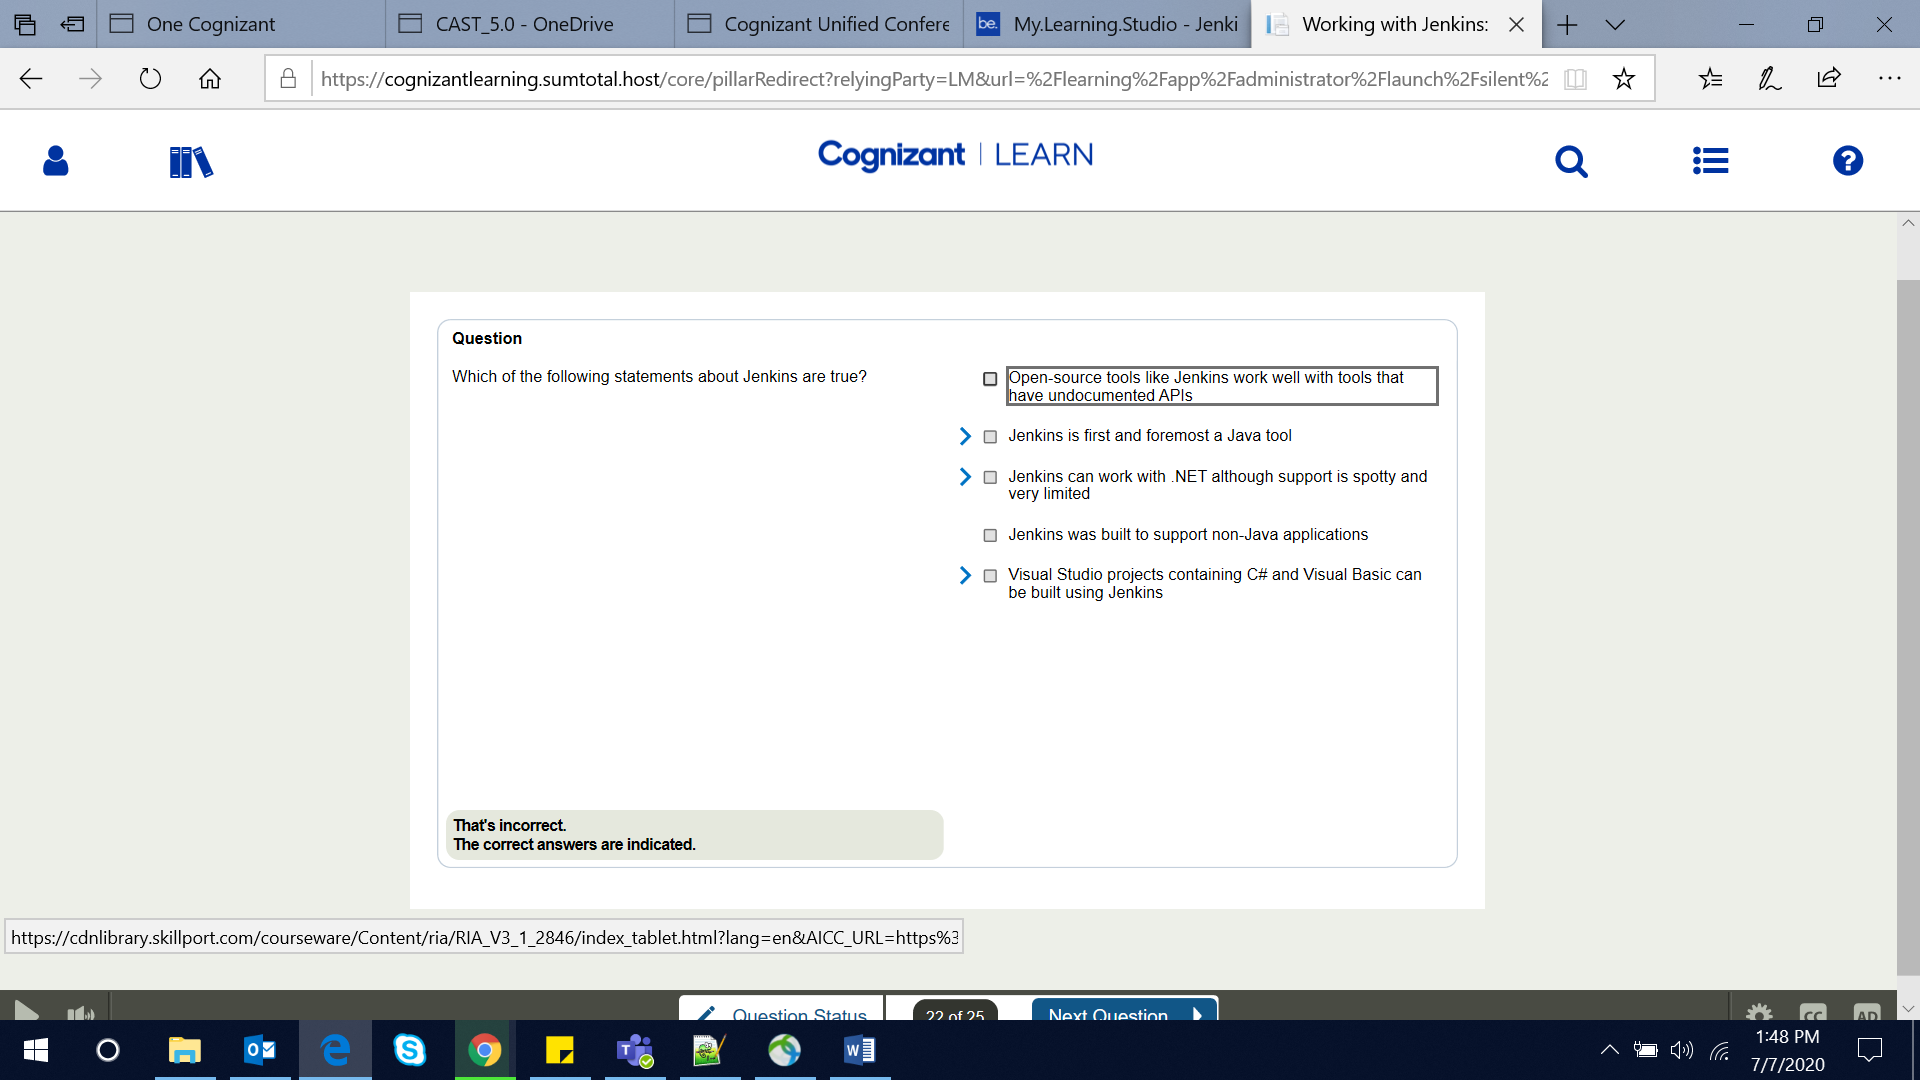 One Cognizant
CAST_5.0 - OneDrive
Cognizant Unified Confere
be. My.Learning.Studio - Jenki
Working with Jenkins:
https://cognizantlearning.sumtotal.host/core/pillarRedirect?relyingParty=LM&url=%2Flearning%2Fapp%2Fadministrator%2Flaunch%2Fsilent%2
Cognizant | LEARN
Question
Which of the following statements about Jenkins are true?
Open-source tools like Jenkins work well with tools that
have undocumented APIs
Jenkins is first and foremost a Java tool
Jenkins can work with .NET although support is spotty and
very limited
Jenkins was built to support non-Java applications
Visual Studio projects containing C# and Visual Basic can
be built using Jenkins
That's incorrect.
The correct answers are indicated.
https://cdnlibrary.skillport.com/courseware/Content/ria/RIA_V3_1_2846/index_tablet.html?lang=en&AICC_URL=https%3
Question Status
22 of 25
Next Question
CC
AD
1:48 PM
7/7/2020